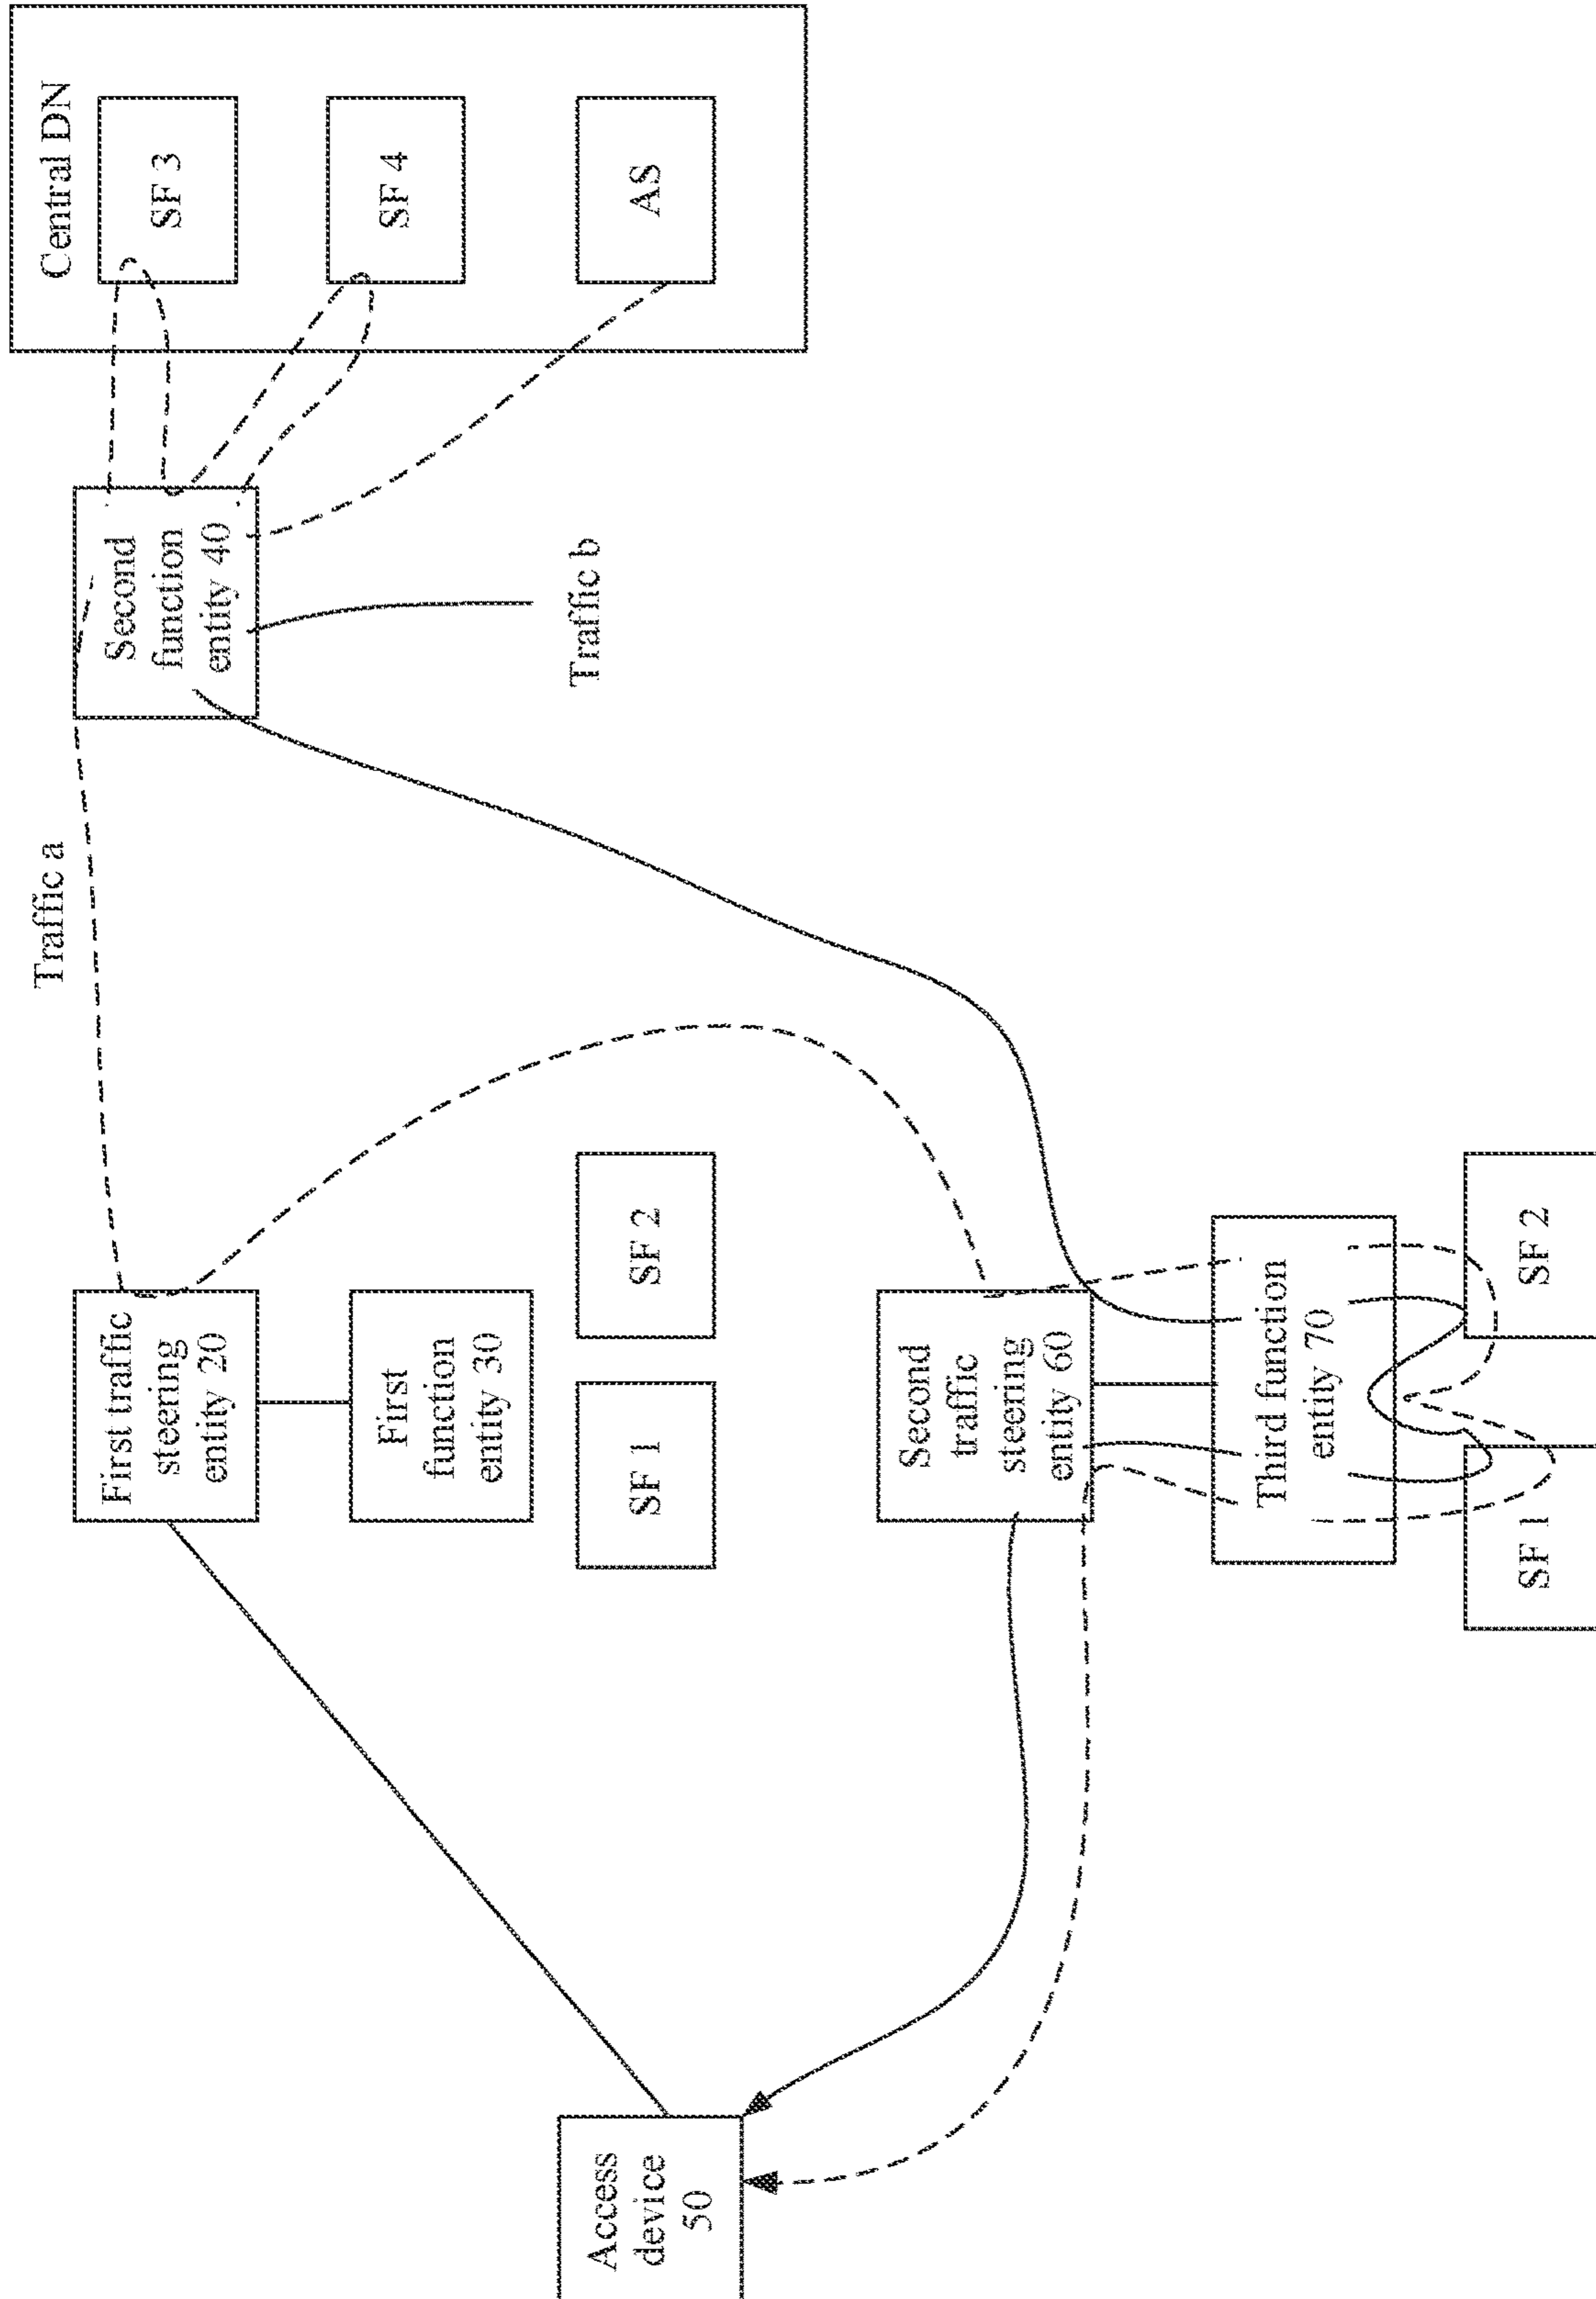 Central DN
SF 3
SF 4
AS
Second
function
entity 40
Traffic a
Traffic b
First traffic
steering
entity 20
First
function
entity 30
SF 1
SF 2
Second
traffic
steering
entity 60
Third function
entity 70
SF 1
SF 2
Access
device
50